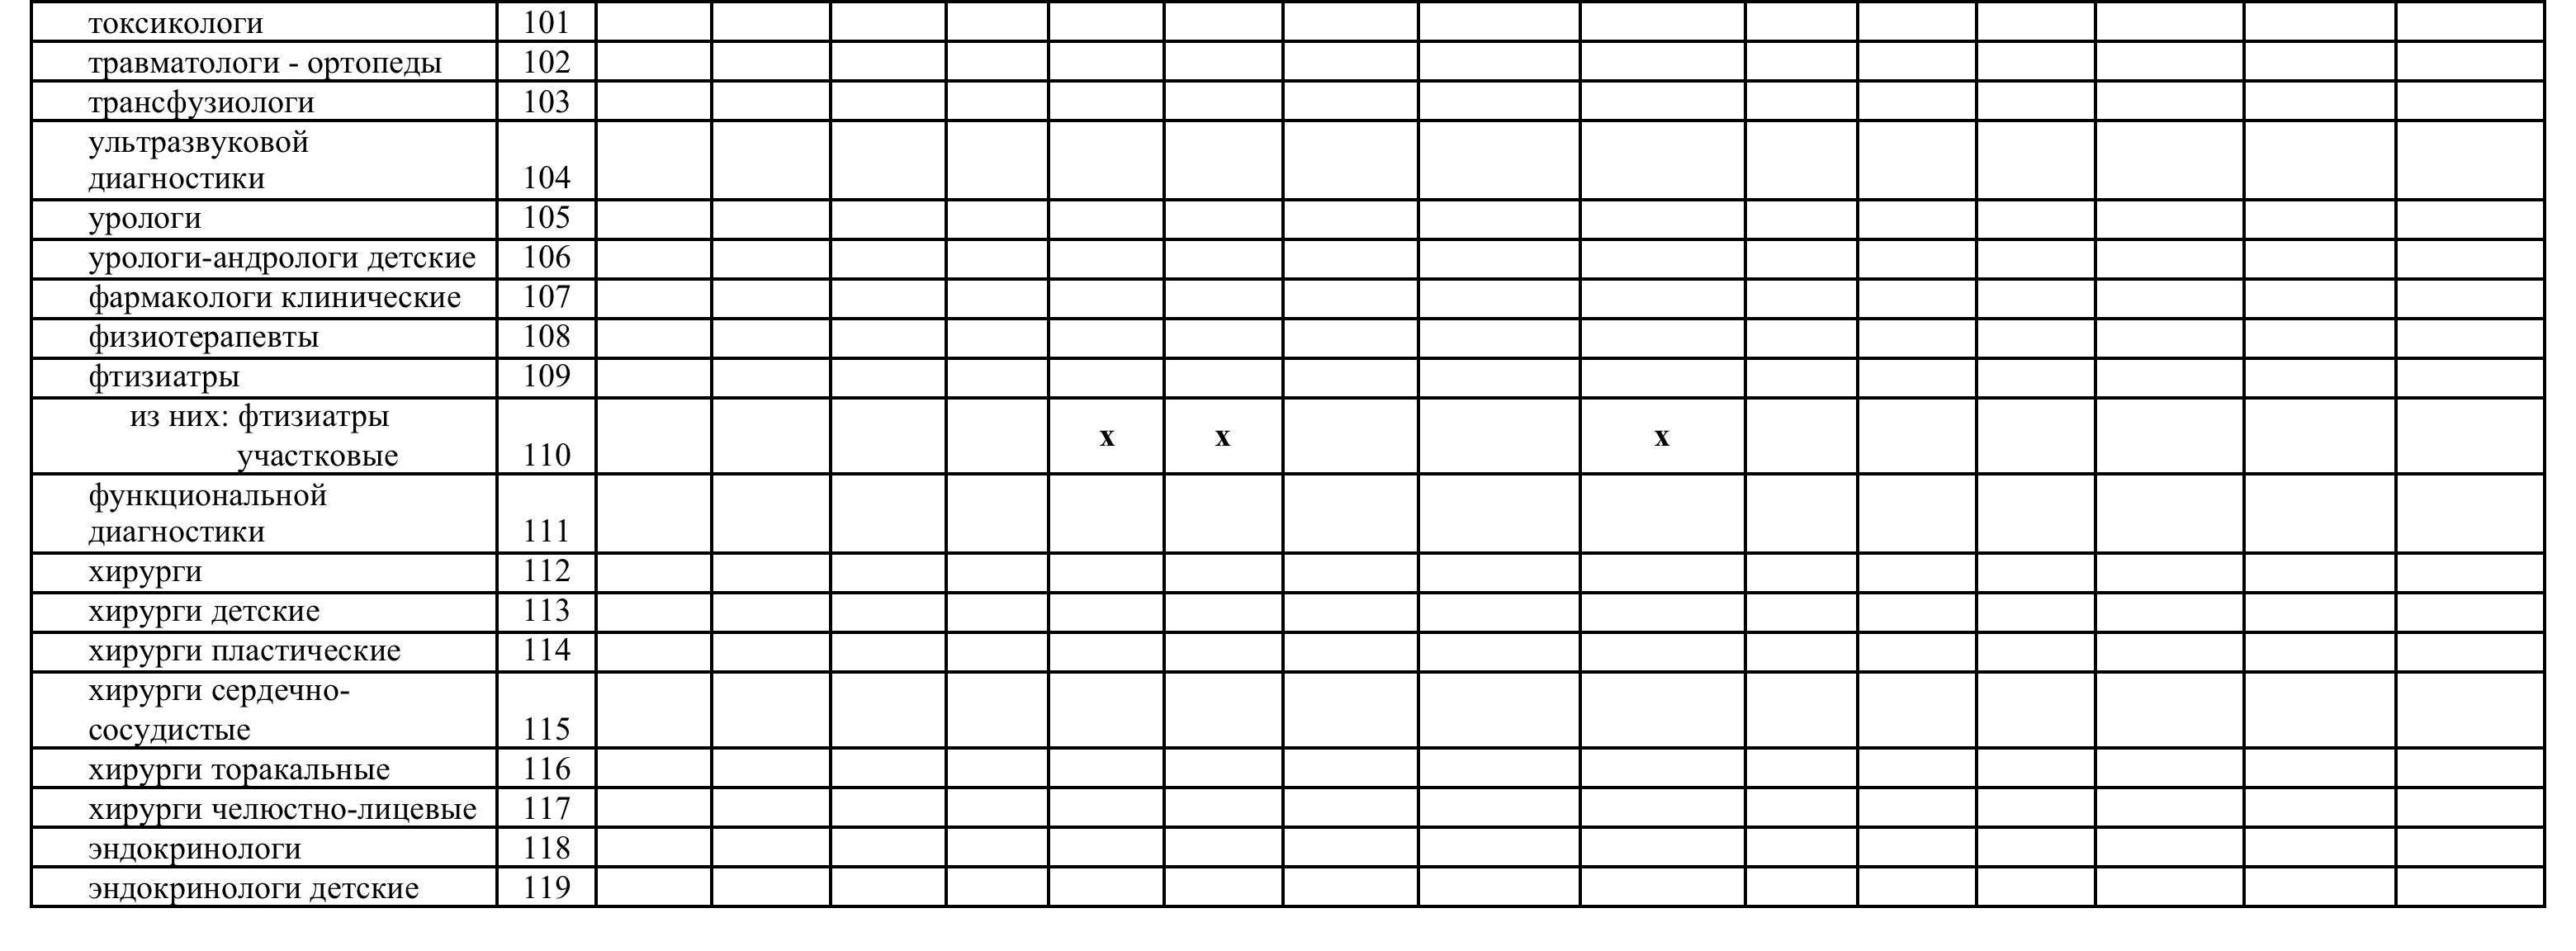 токсикологи 101
травматологи - ортопеды 102
трансфузиологи 103
ультразвуковой
диагностики 104
урологи 105
урологи-андрологи детские 106
фармакологи клинические 107
физиотерапевты 108
фтизиатры 109
из них: фтизиатры
участковые 110 х х х
функциональной
диагностики 111
хирурги 112
хирурги детские 113
хирурги пластические 114
хирурги сердечно-
сосудистые 115
хирурги торакальные 116
хирурги челюстно-лицевые 117
эндокринологи 118
эндокринологи детские 119